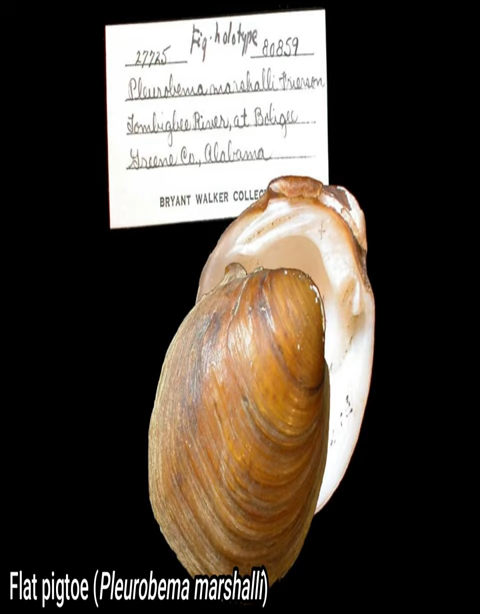 Fig. holotype
27725 80859
Pleurobema marshalli Frierson
Tombigbee River, at Boligee
Greene Co., Alabama
BRYANT WALKER COLLEC
Flat pigtoe (Pleurobema marshalli)